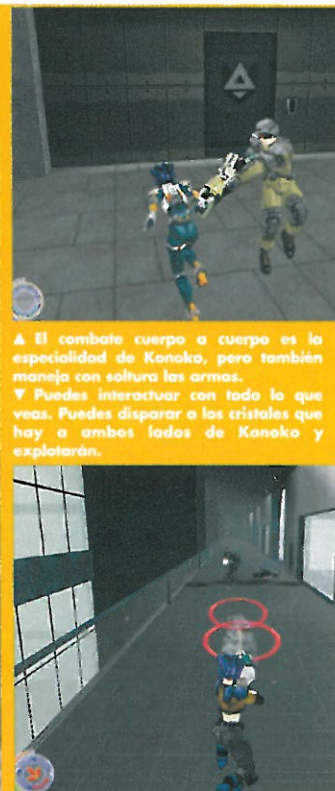 ▲ El combate cuerpo a cuerpo es la
especialidad de Konoko, pero también
maneja con soltura las armas.
▼ Puedes interactuar con todo lo que
veas. Puedes disparar a los cristales que
hay a ambos lados de Konoko y
explotarán.